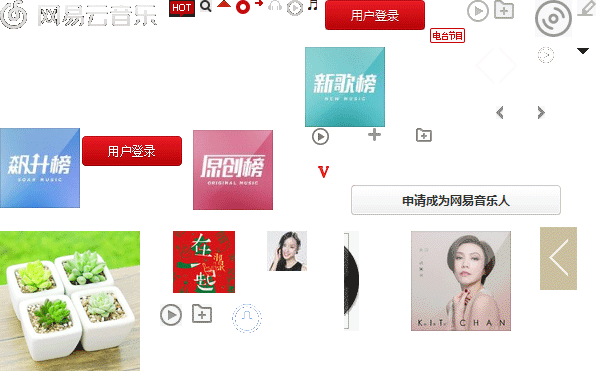 网易云音乐
HOT
用户登录
电台节目
新歌榜
NEW MUSIC
飙升榜
SOAR MUSIC
用户登录
原创榜
ORIGINAL MUSIC
V
申请成为网易音乐人
在一起
KIT CHAN